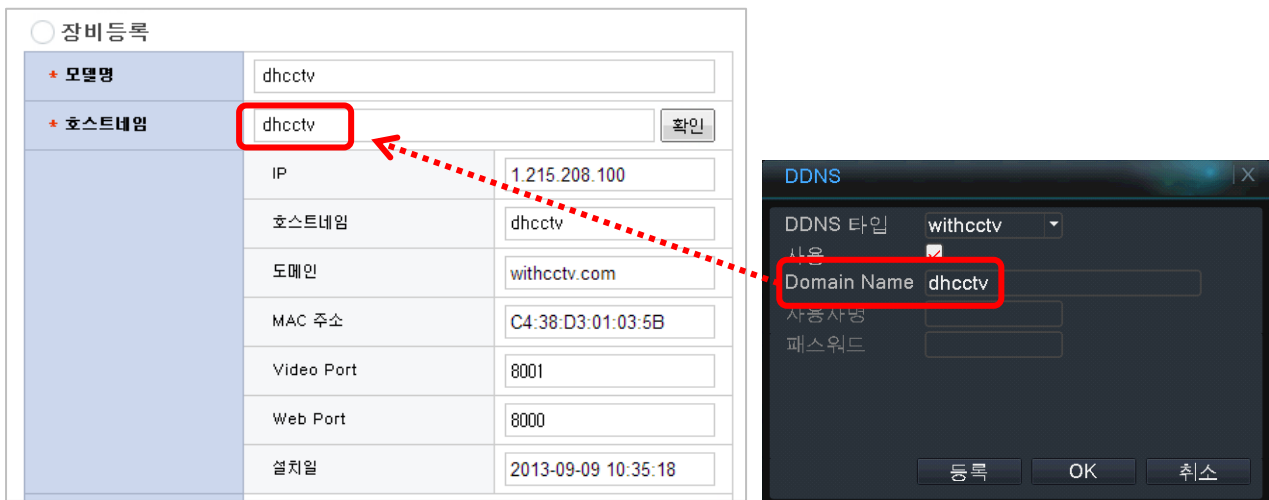 장비등록
* 모델명 dhcctv
* 호스트네임 dhcctv 확인
IP 1.215.208.100
호스트네임 dhcctv
도메인 withcctv.com
MAC 주소 C4:38:D3:01:03:5B
Video Port 8001
Web Port 8000
설치일 2013-09-09 10:35:18
DDNS X
DDNS 타입 withcctv
사용
Domain Name dhcctv
사용자명
패스워드
등록 OK 취소